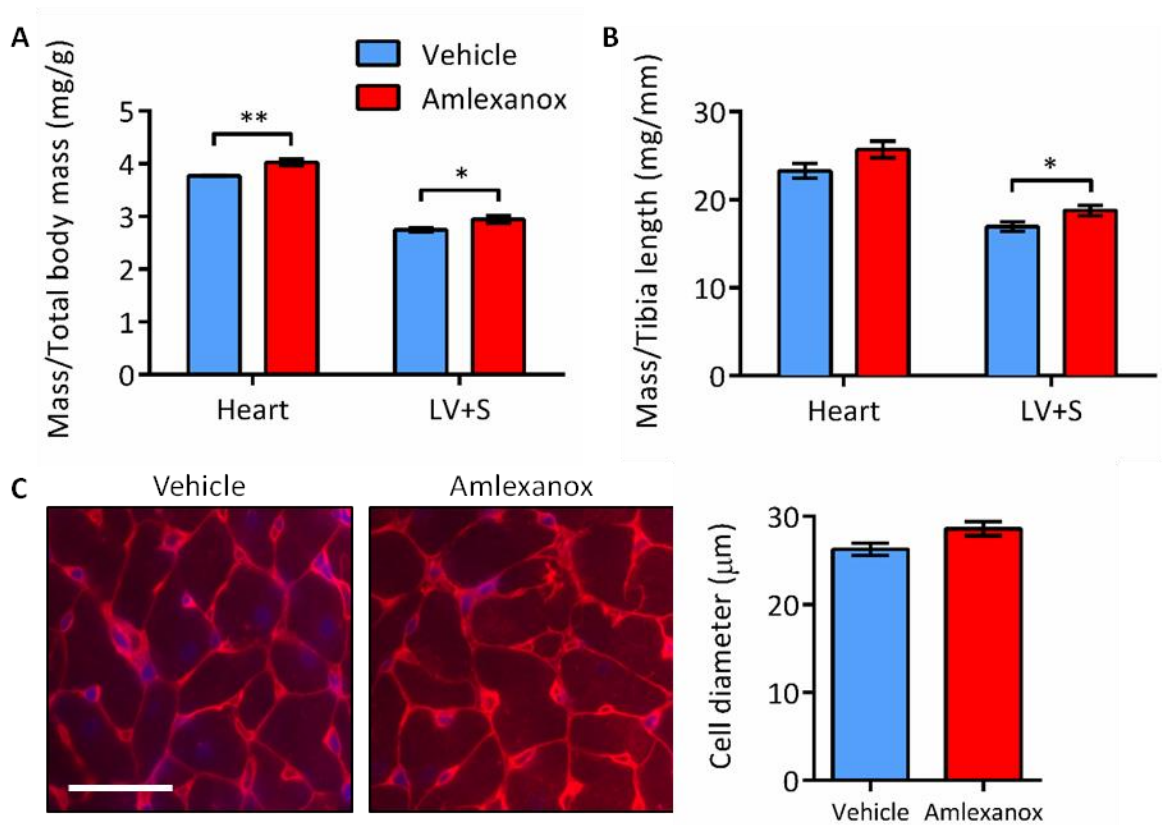 A
Mass/Total body mass (mg/g)
Vehicle
Amlexanox
5
4
3
2
1
0
**
*
Heart
LV+S
B
Mass/Tibia length (mg/mm)
30
20
10
0
*
Heart
LV+S
C
Vehicle
Amlexanox
Cell diameter (μm)
30
20
10
0
Vehicle
Amlexanox